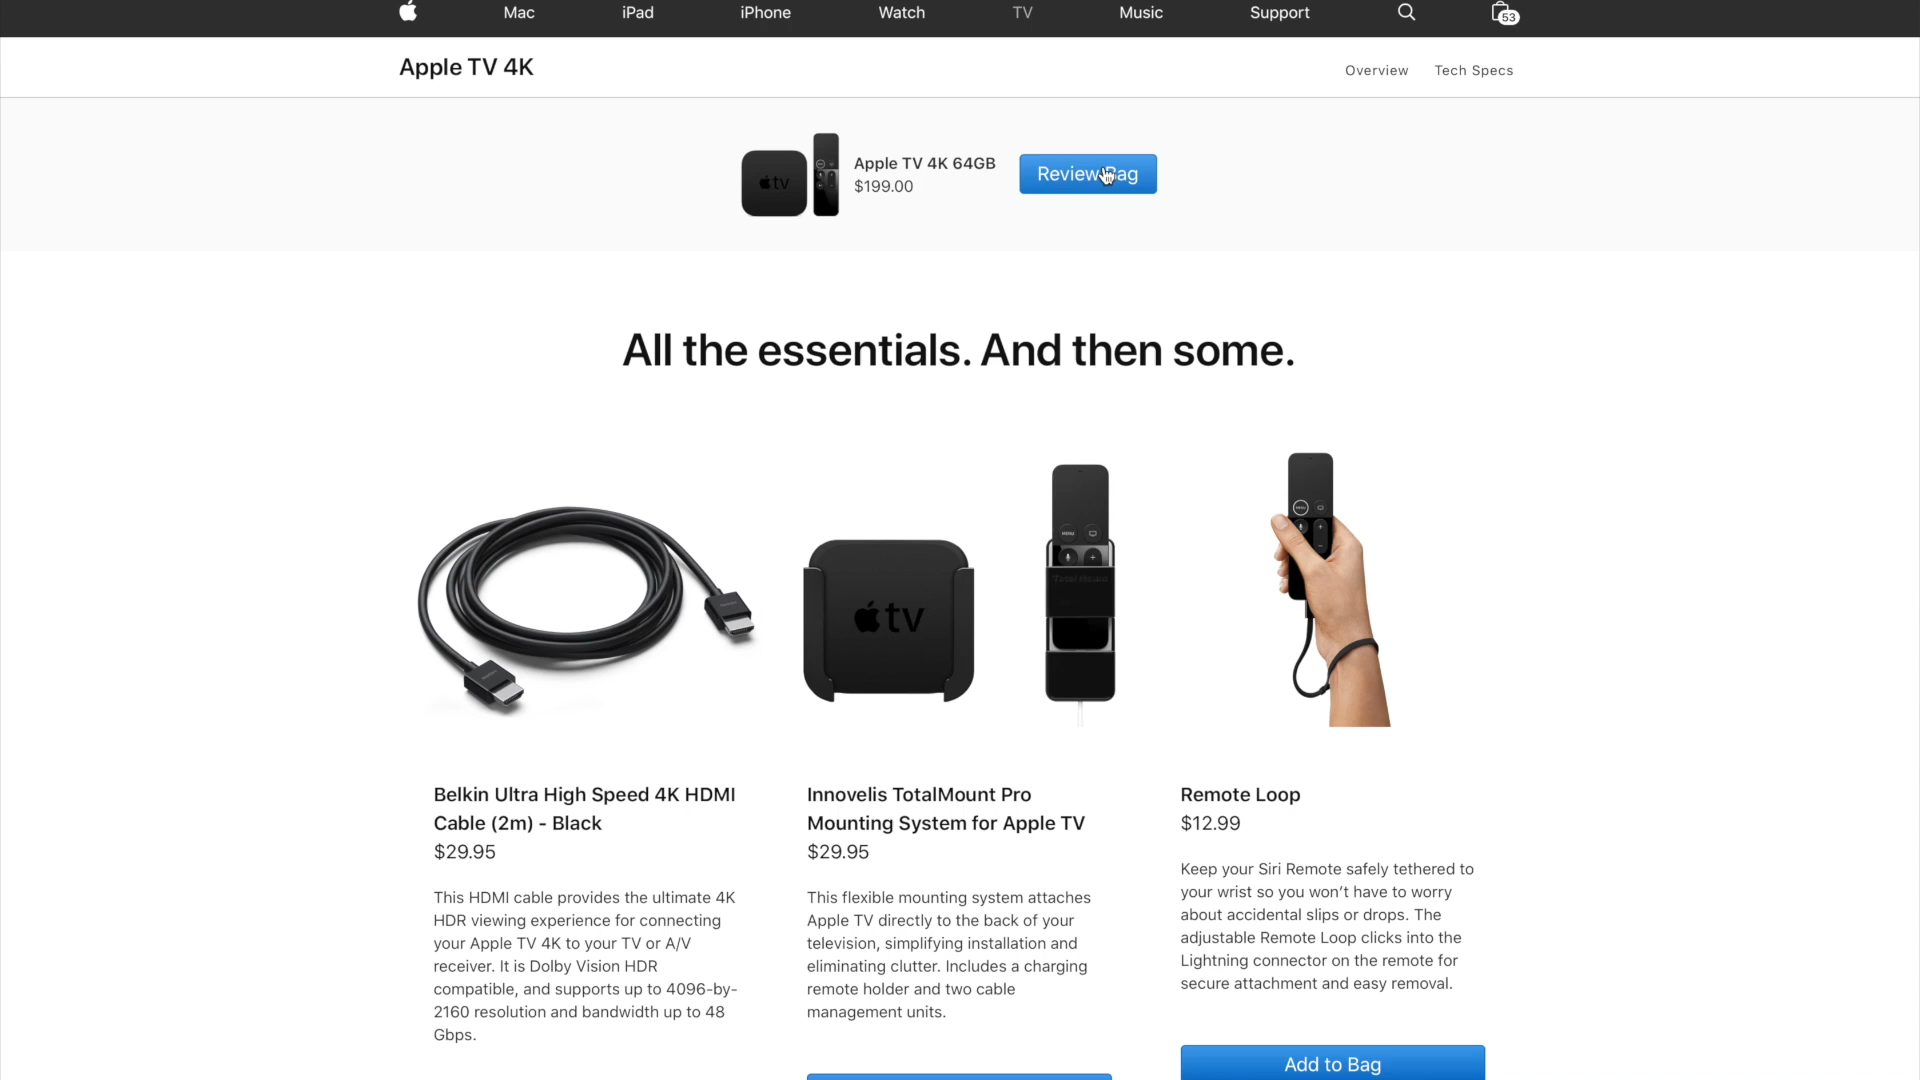 Mac iPad iPhone Watch TV Music Support 53
Apple TV 4K
Overview Tech Specs
tv
Apple TV 4K 64GB
$199.00
Review Bag
All the essentials. And then some.
MENU
MENU
tv
Total Mount
Belkin Ultra High Speed 4K HDMI
Cable (2m) - Black
$29.95
This HDMI cable provides the ultimate 4K
HDR viewing experience for connecting
your Apple TV 4K to your TV or A/V
receiver. It is Dolby Vision HDR
compatible, and supports up to 4096-by-
2160 resolution and bandwidth up to 48
Gbps.
Innovelis TotalMount Pro
Mounting System for Apple TV
$29.95
This flexible mounting system attaches
Apple TV directly to the back of your
television, simplifying installation and
eliminating clutter. Includes a charging
remote holder and two cable
management units.
Remote Loop
$12.99
Keep your Siri Remote safely tethered to
your wrist so you won't have to worry
about accidental slips or drops. The
adjustable Remote Loop clicks into the
Lightning connector on the remote for
secure attachment and easy removal.
Add to Bag